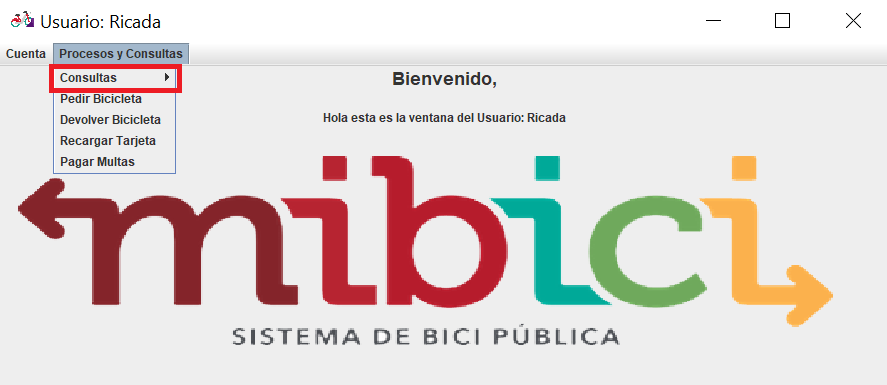 Usuario: Ricada
Cuenta Procesos y Consultas
Consultas
Pedir Bicicleta
Devolver Bicicleta
Recargar Tarjeta
Pagar Multas
Bienvenido,
Hola esta es la ventana del Usuario: Ricada
mibici
SISTEMA DE BICI PÚBLICA